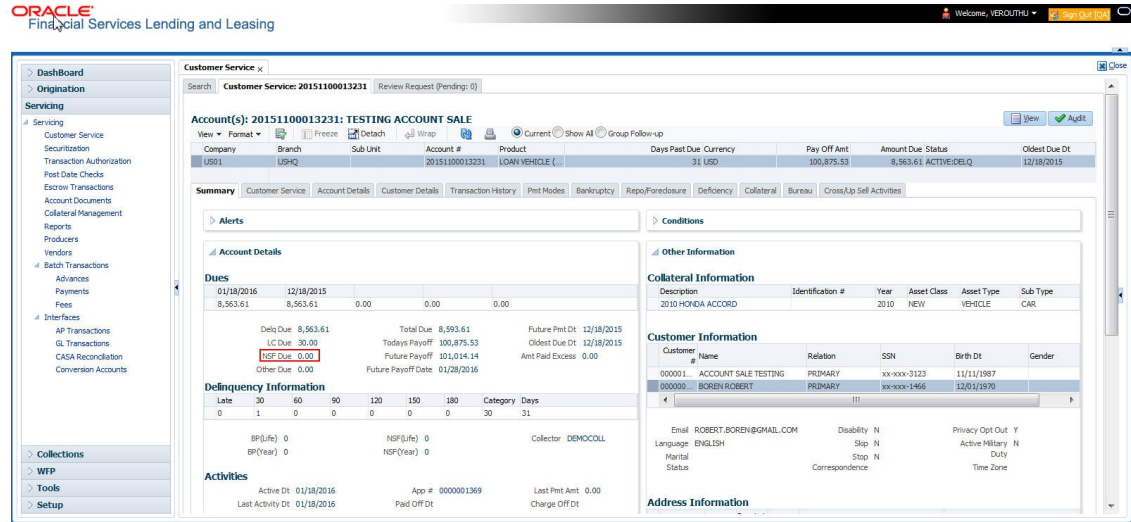 ORACLE
Financial Services Lending and Leasing
Welcome, VEROUTHU
Sign Out [QA]
Close
DashBoard
Origination
Servicing
Servicing
Customer Service
Securitization
Transaction Authorization
Post Date Checks
Escrow Transactions
Account Documents
Collateral Management
Reports
Producers
Vendors
Batch Transactions
Advances
Payments
Fees
Interfaces
AP Transactions
GL Transactions
CASA Reconciliation
Conversion Accounts
Collections
WFP
Tools
Setup
Customer Service x
Search Customer Service: 20151100013231 Review Request (Pending: 0)
Account(s): 20151100013231: TESTING ACCOUNT SALE
View Audit
View Format Freeze Detach Wrap Current Show All Group Follow-up
Company Branch Sub Unit Account # Product Days Past Due Currency Pay Off Amt Amount Due Status Oldest Due Dt
US01 USHQ 20151100013231 LOAN VEHICLE (... 31 USD 100,875.53 8,563.61 ACTIVE:DELQ 12/18/2015
Summary Customer Service Account Details Customer Details Transaction History Pmt Modes Bankruptcy Repo/Foreclosure Deficiency Collateral Bureau Cross/Up Sell Activities
Alerts
Account Details
Dues
01/18/2016 12/18/2015
8,563.61 8,563.61 0.00 0.00 0.00
Delq Due 8,563.61 Total Due 8,593.61 Future Pmt Dt 12/18/2015
LC Due 30.00 Todays Payoff 100,875.53 Oldest Due Dt 12/18/2015
NSF Due 0.00 Future Payoff 101,014.14 Amt Paid Excess 0.00
Other Due 0.00 Future Payoff Date 01/28/2016
Delinquency Information
Late 30 60 90 120 150 180 Category Days
0 1 0 0 0 0 0 30 31
BP(Life) 0 NSF(Life) 0 Collector DEMOCOLL
BP(Year) 0 NSF(Year) 0
Activities
Active Dt 01/18/2016 App # 0000001369 Last Pmt Amt 0.00
Last Activity Dt 01/18/2016 Paid Off Dt Charge Off Dt
Conditions
Other Information
Collateral Information
Description Identification # Year Asset Class Asset Type Sub Type
2010 HONDA ACCORD 2010 NEW VEHICLE CAR
Customer Information
Customer # Name Relation SSN Birth Dt Gender
000001... ACCOUNT SALE TESTING PRIMARY xx-xxx-3123 11/11/1987
000000... BOREN ROBERT PRIMARY xx-xxx-1466 12/01/1970
Email ROBERT.BOREN@GMAIL.COM Disability N Privacy Opt Out Y
Language ENGLISH Skip N Active Military Duty N
Marital Status Stop Correspondence N Time Zone
Address Information